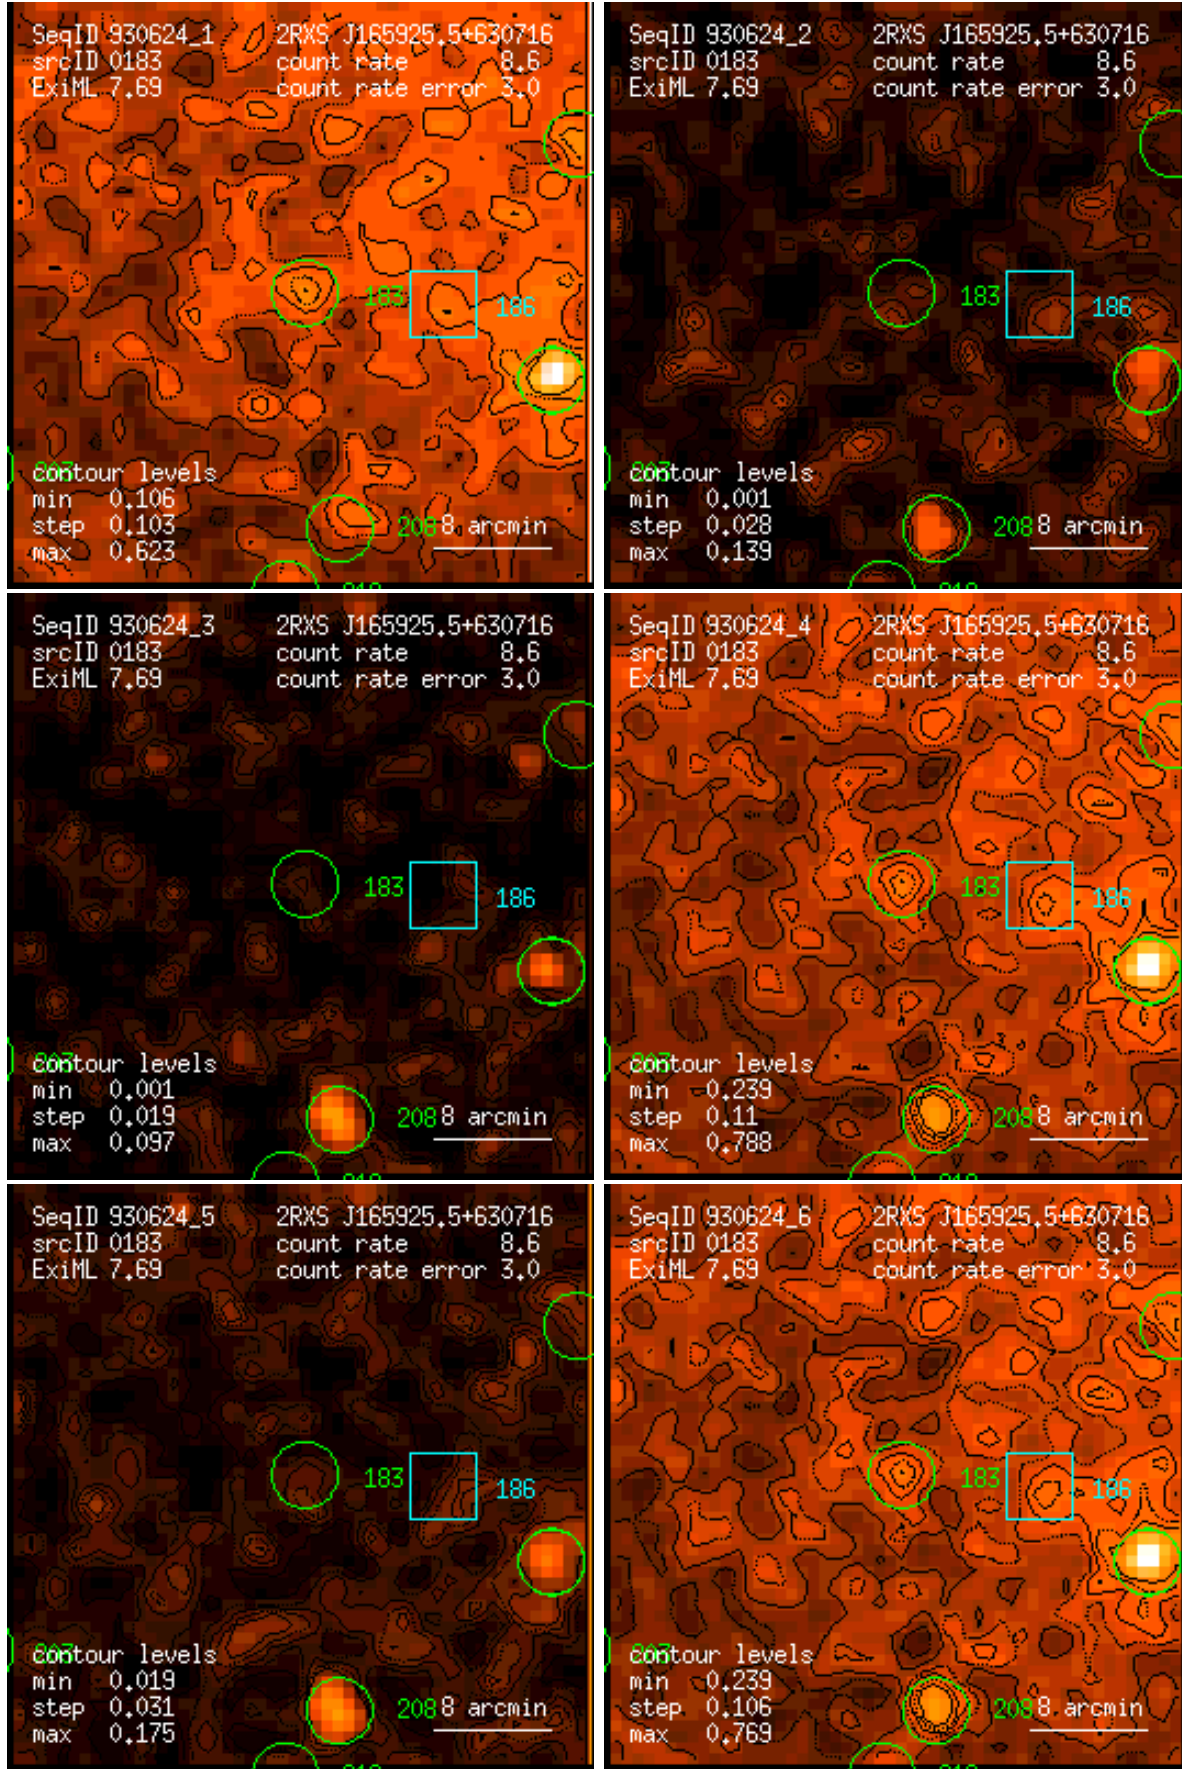 SeqID 930624_1 2RXS J165925.5+630716
srcID 0183 count rate 8.6
ExiML 7.69 count rate error 3.0
183
186
contour levels
min 0.106
step 0.103 208 8 arcmin
max 0.623
SeqID 930624_2 2RXS J165925.5+630716
srcID 0183 count rate 8.6
ExiML 7.69 count rate error 3.0
183
186
contour levels
min 0.001
step 0.028 208 8 arcmin
max 0.139
SeqID 930624_3 2RXS J165925.5+630716
srcID 0183 count rate 8.6
ExiML 7.69 count rate error 3.0
183
186
contour levels
min 0.001
step 0.019 208 8 arcmin
max 0.097
SeqID 930624_4 2RXS J165925.5+630716
srcID 0183 count rate 8.6
ExiML 7.69 count rate error 3.0
183
186
contour levels
min 0.239
step 0.11 208 8 arcmin
max 0.788
SeqID 930624_5 2RXS J165925.5+630716
srcID 0183 count rate 8.6
ExiML 7.69 count rate error 3.0
183
186
contour levels
min 0.019
step 0.031 208 8 arcmin
max 0.175
SeqID 930624_6 2RXS J165925.5+630716
srcID 0183 count rate 8.6
ExiML 7.69 count rate error 3.0
183
186
contour levels
min 0.239
step 0.106 208 8 arcmin
max 0.769